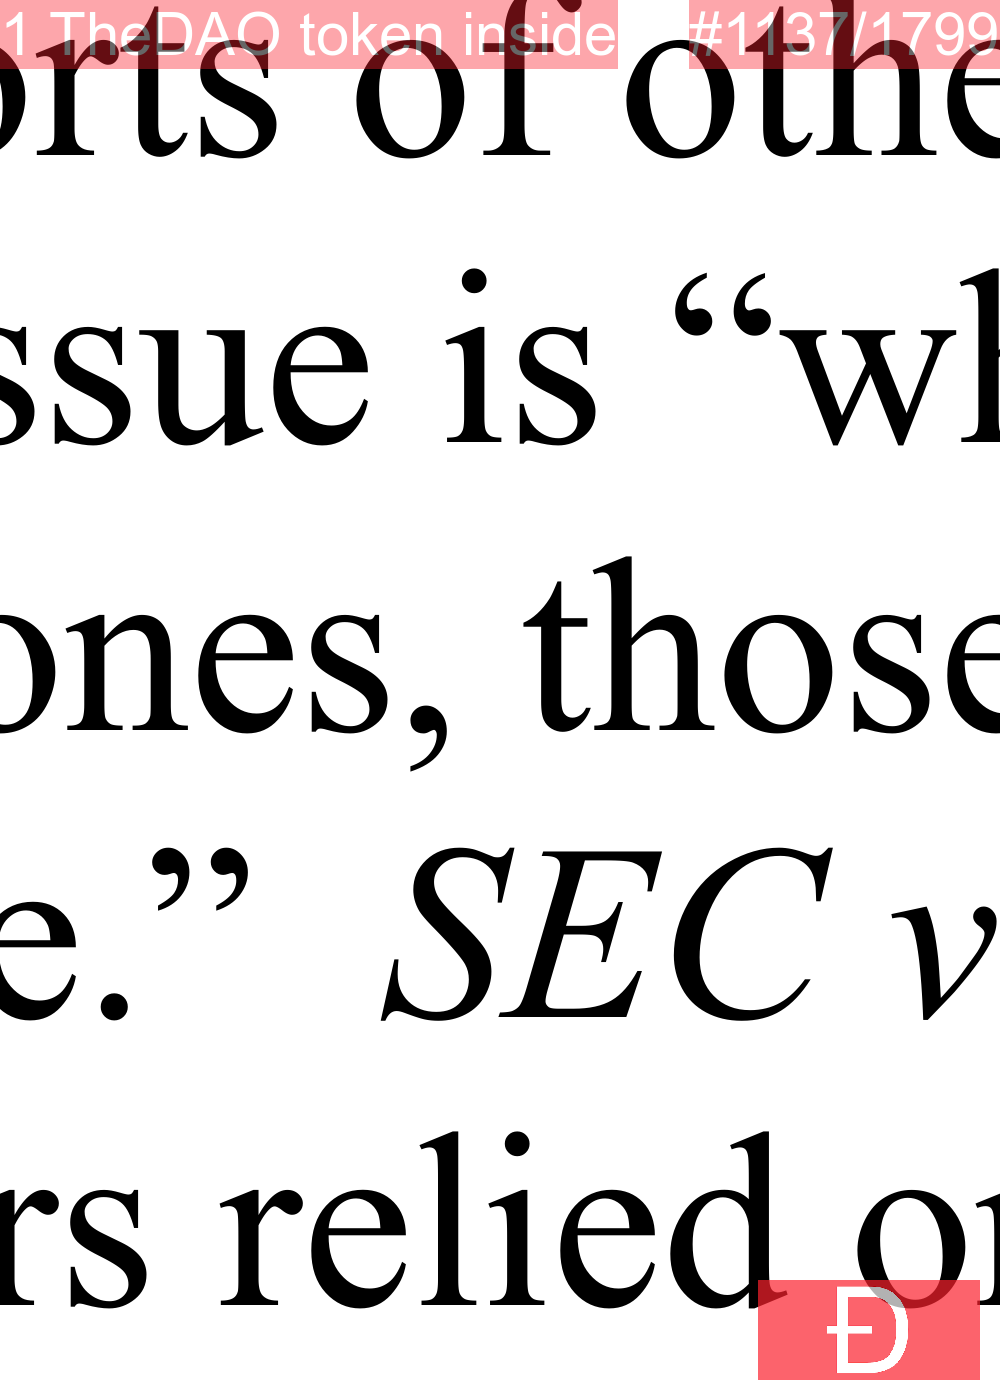 1 TheDAO token inside #1137/1799
orts of othe
ssue is “wh
ones, those
e.” SEC v
rs relied on
Ð